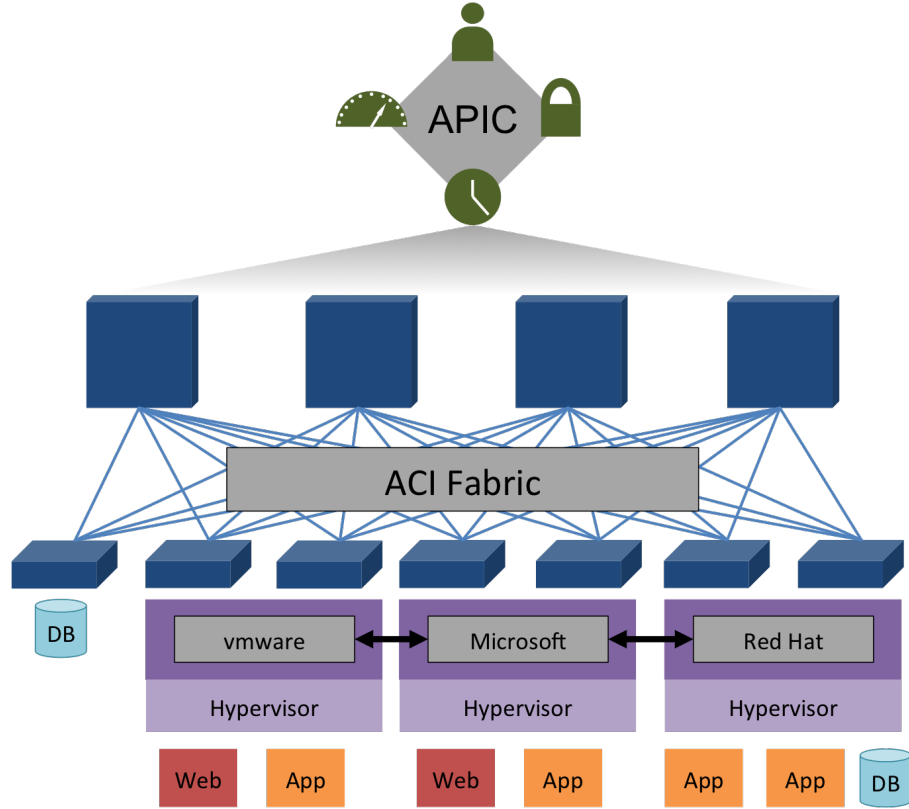 APIC
ACI Fabric
DB
vmware
Microsoft
Red Hat
Hypervisor
Hypervisor
Hypervisor
Web
App
Web
App
App
App
DB